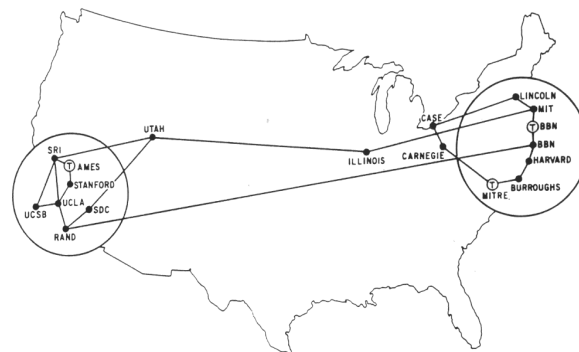 LINCOLN
MIT
CASE
T BBN
UTAH
SRI
BBN
T AMES
ILLINOIS
CARNEGIE
HARVARD
STANFORD
T
BURROUGHS
MITRE
UCLA
SDC
UCSB
RAND